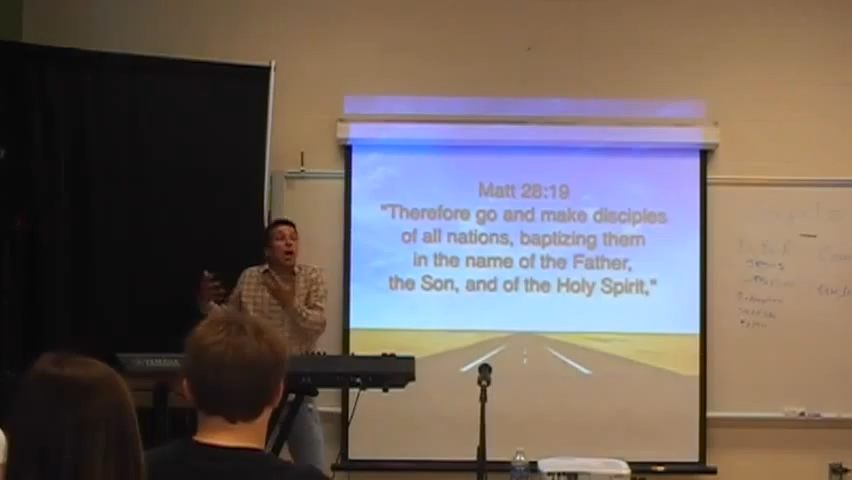 Matt 28:19
"Therefore go and make disciples
of all nations, baptizing them
in the name of the Father,
the Son, and of the Holy Spirit,"
YAMAHA